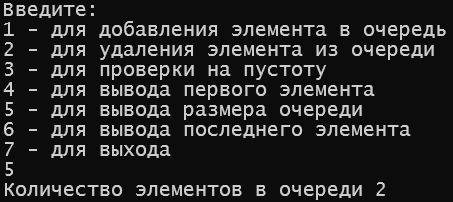 Введите:
1 - для добавления элемента в очередь
2 - для удаления элемента из очереди
3 - для проверки на пустоту
4 - для вывода первого элемента
5 - для вывода размера очереди
6 - для вывода последнего элемента
7 - для выхода
5
Количество элементов в очереди 2